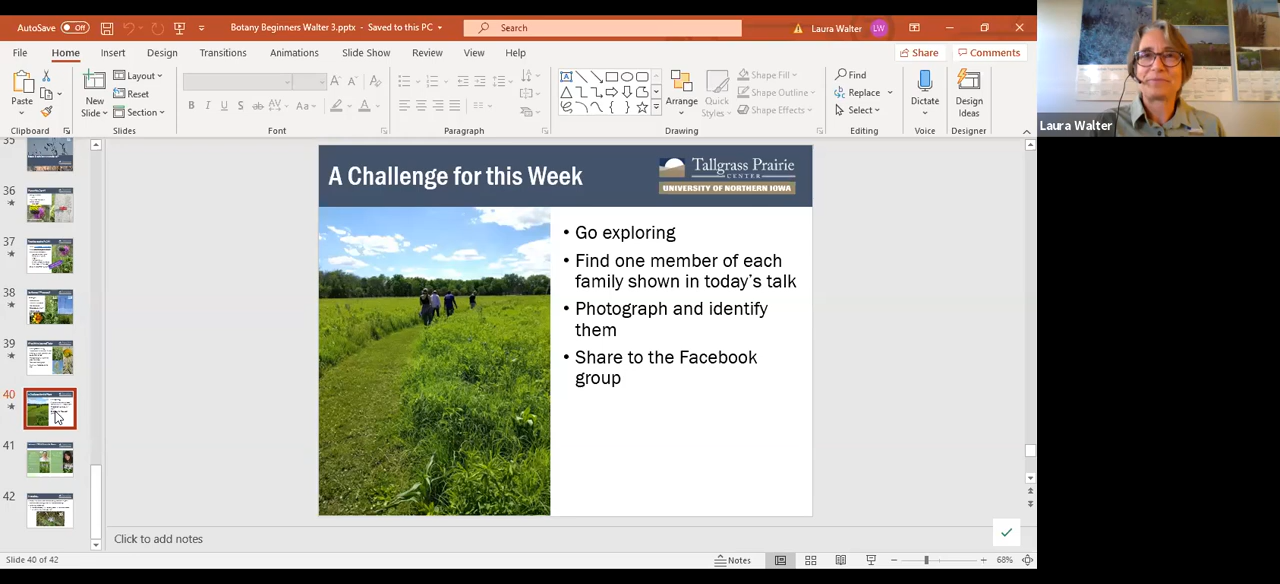 AutoSave Off
Botany Beginners Walter 3.pptx - Saved to this PC
Search
Laura Walter
LW
File Home Insert Design Transitions Animations Slide Show Review View Help
Share Comments
Paste
New
Slide
Layout
Reset
Section
B I U S ab AV Aa A
Arrange
Quick
Styles
Shape Fill
Shape Outline
Shape Effects
Find
Replace
Select
Dictate
Design
Ideas
Clipboard Slides Font Paragraph Drawing Editing Voice Designer
Laura Walter
35
36
37
38
39
40
41
42
A Challenge for this Week
Tallgrass Prairie
CENTER
UNIVERSITY OF NORTHERN IOWA
• Go exploring
• Find one member of each
family shown in today's talk
• Photograph and identify
them
• Share to the Facebook
group
Click to add notes
Slide 40 of 42
Notes
68%